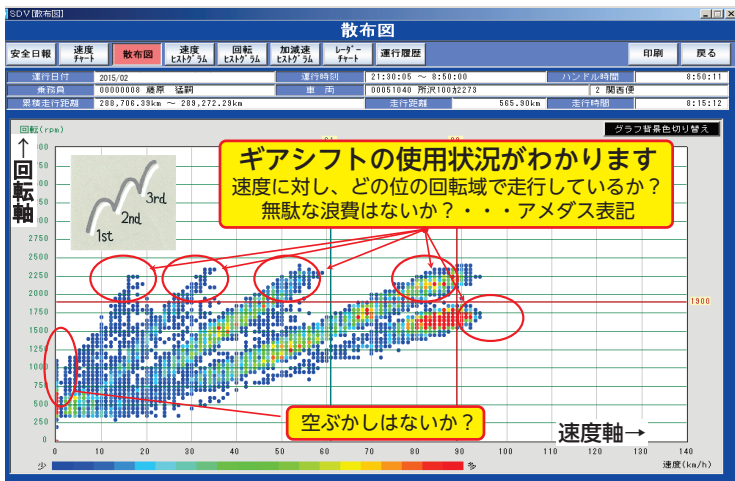 SDV[散布図]
散布図
安全日報
速度
チャート
散布図
速度
ヒストグラム
回転
ヒストグラム
加減速
ヒストグラム
レーダー
チャート
運行履歴
印刷
戻る
運行日付 2015/02 運行時刻 21:30:05 ～ 8:50:00 ハンドル時間 8:50:11
乗務員 00000008 藤原 猛嗣 車両 00051040 所沢100か2273 2 関西便
累積走行距離 288,706.39km ～ 289,272.29km 走行距離 565.90km 走行時間 8:15:12
回転(rpm)
グラフ背景色切り替え
↑回転軸
1st
2nd
3rd
ギアシフトの使用状況がわかります
速度に対し、どの位の回転域で走行しているか？
無駄な浪費はないか？・・・アメダス表記
2750
2500
2250
2000
1900
1750
1500
1250
1000
750
500
250
0
空ぶかしはないか？
速度軸→
0 10 20 30 40 50 60 70 80 90 100 110 120 130 140
少 多 速度(km/h)